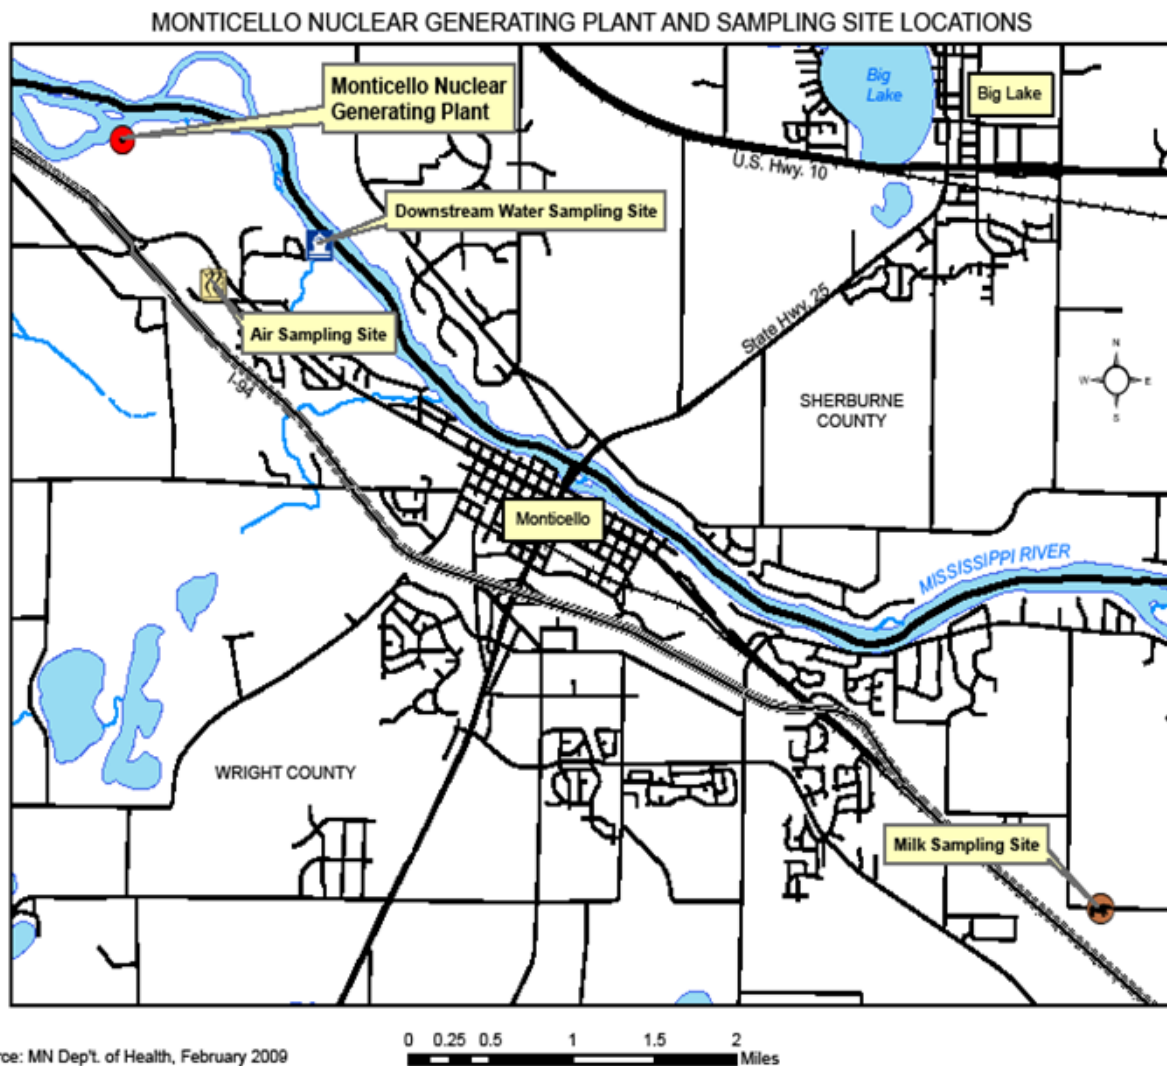 MONTICELLO NUCLEAR GENERATING PLANT AND SAMPLING SITE LOCATIONS
Big
Lake
Big Lake
Monticello Nuclear
Generating Plant
U.S. Hwy. 10
Downstream Water Sampling Site
Air Sampling Site
State Hwy. 25
I-94
N
W
E
S
SHERBURNE
COUNTY
Monticello
MISSISSIPPI RIVER
WRIGHT COUNTY
Milk Sampling Site
rce: MN Dep't. of Health, February 2009
0 0.25 0.5 1 1.5 2
Miles